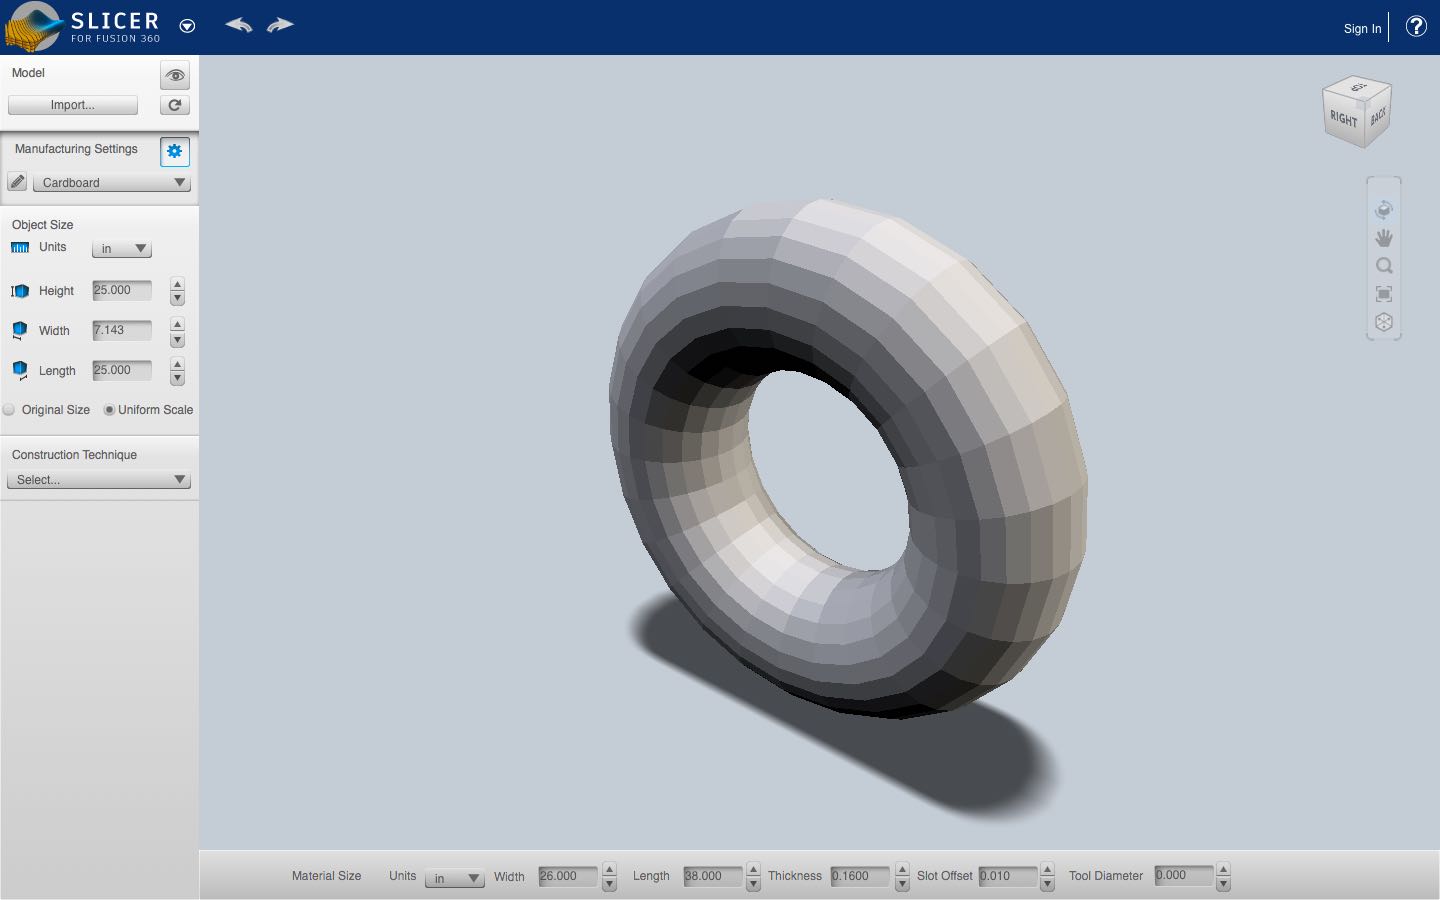 SLICER
FOR FUSION 360
Sign In
?
Model
Import...
Manufacturing Settings
Cardboard
Object Size
Units in
Height 25.000
Width 7.143
Length 25.000
Original Size Uniform Scale
Construction Technique
Select...
TOP
RIGHT BACK
Material Size Units in Width 26.000 Length 38.000 Thickness 0.1600 Slot Offset 0.010 Tool Diameter 0.000